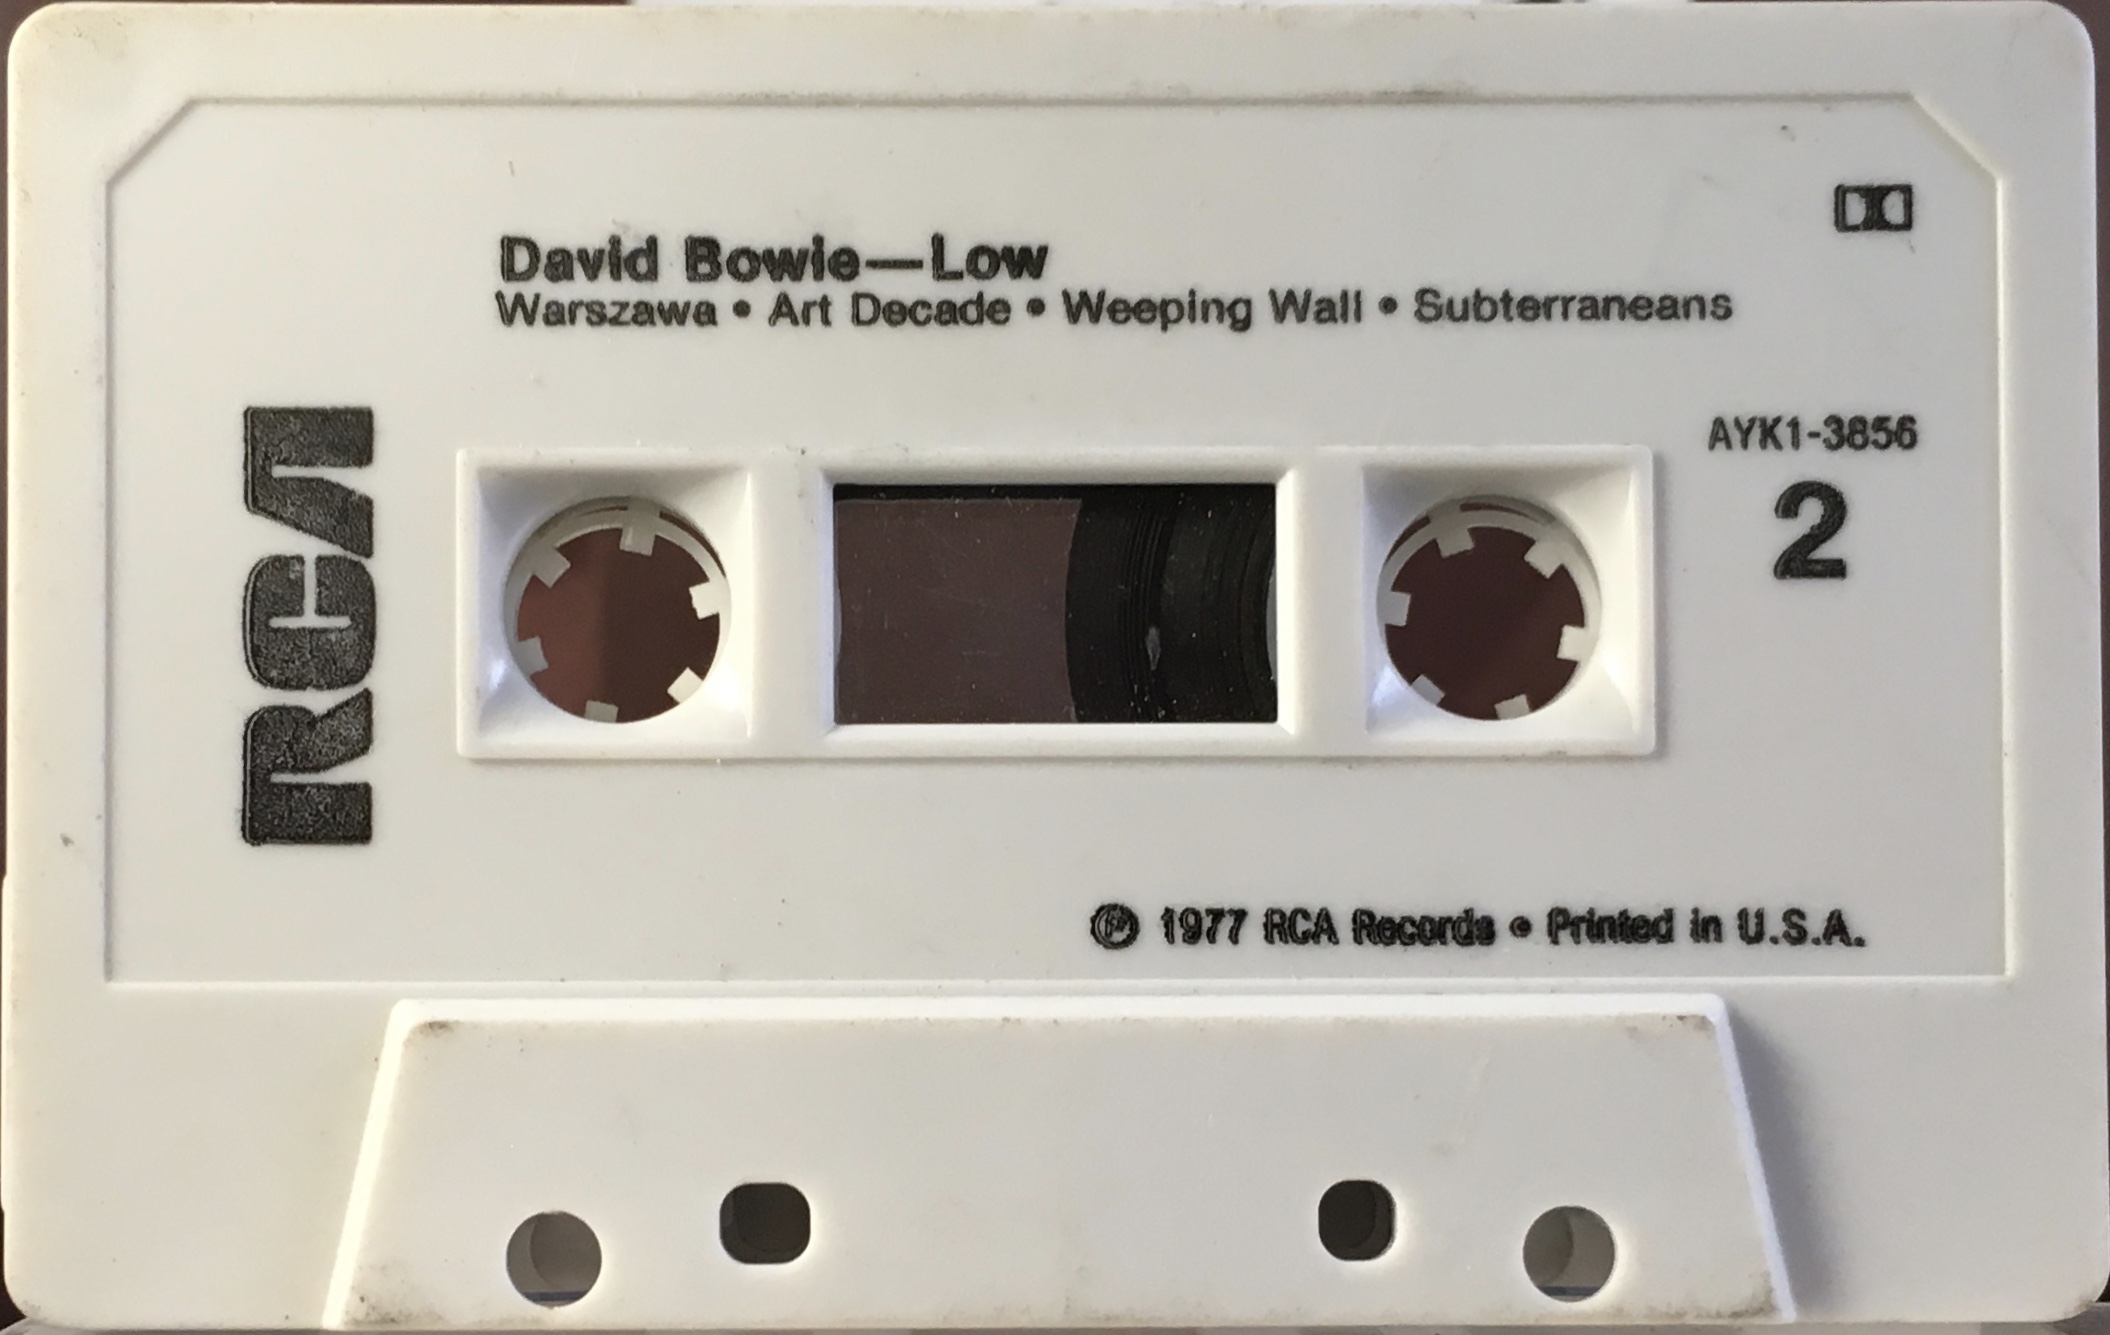 David Bowie—Low
Warszawa • Art Decade • Weeping Wall • Subterraneans
RCA
AYK1-3856
2
℗ 1977 RCA Records • Printed in U.S.A.